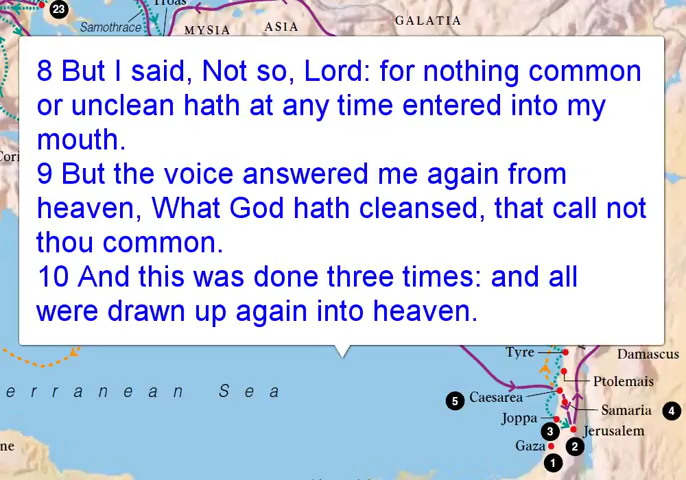 23
Samothrace
Troas
MYSIA
ASIA
GALATIA
8 But I said, Not so, Lord: for nothing common
or unclean hath at any time entered into my
mouth.
9 But the voice answered me again from
heaven, What God hath cleansed, that call not
thou common.
10 And this was done three times: and all
were drawn up again into heaven.
Tyre
Damascus
Ptolemais
5
Caesarea
Samaria
4
Joppa
3
Jerusalem
Gaza
2
1
erranean Sea